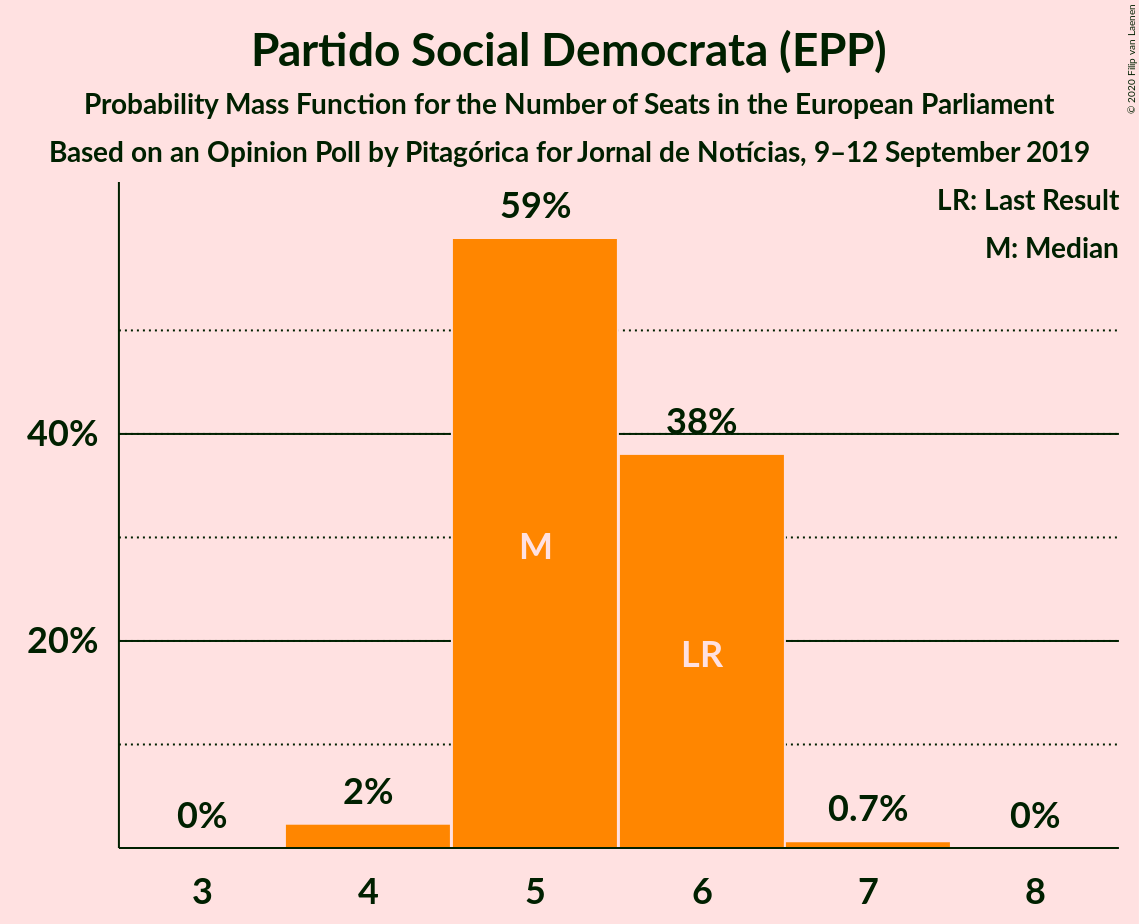 Partido Social Democrata (EPP)
Probability Mass Function for the Number of Seats in the European Parliament
Based on an Opinion Poll by Pitagórica for Jornal de Notícias, 9–12 September 2019
© 2020 Filip van Laenen
LR: Last Result
M: Median
59%
38%
40%
M
20%
LR
0%
2%
0.7%
0%
3 4 5 6 7 8